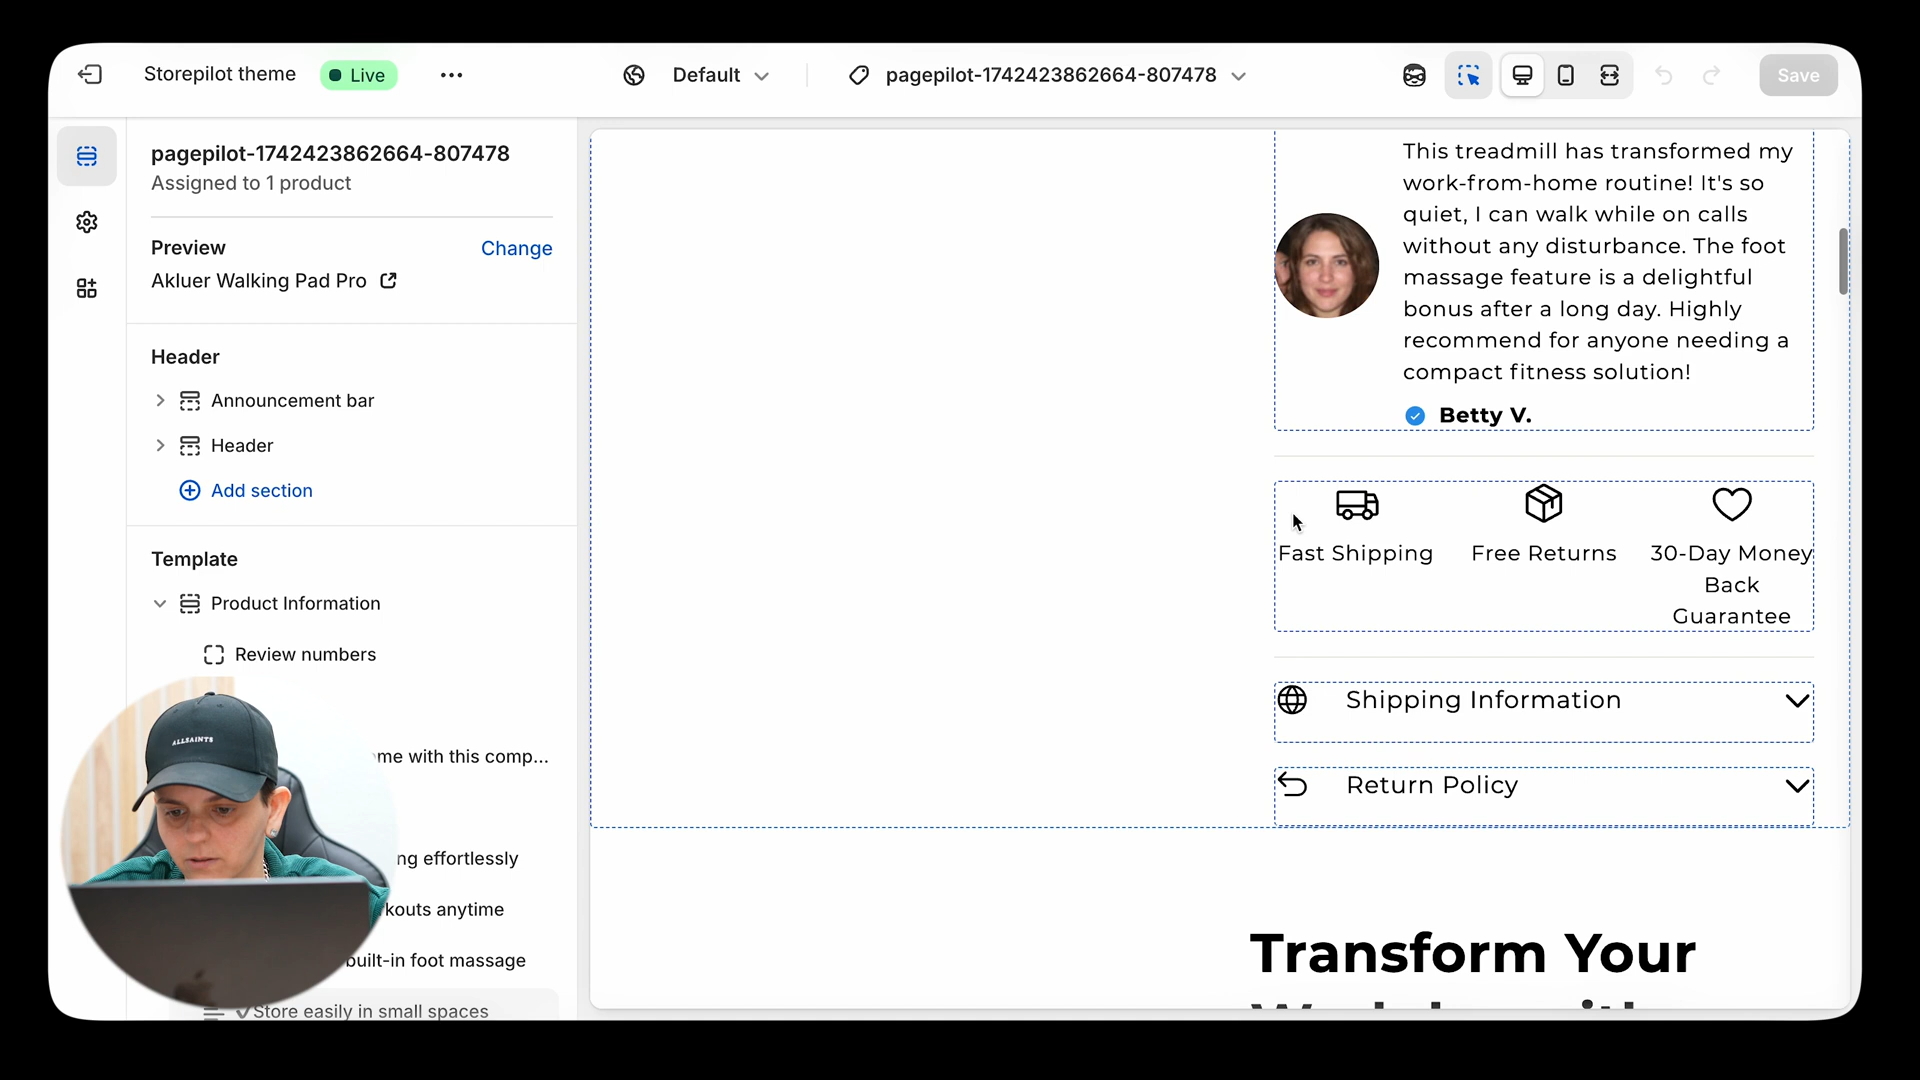 Storepilot theme
Live
Default
pagepilot-1742423862664-807478
Save
pagepilot-1742423862664-807478
Assigned to 1 product
Preview
Change
Akluer Walking Pad Pro
Header
Announcement bar
Header
Add section
Template
Product Information
Review numbers
me with this comp...
ng effortlessly
kouts anytime
built-in foot massage
✓Store easily in small spaces
ALLSAINTS
This treadmill has transformed my
work-from-home routine! It's so
quiet, I can walk while on calls
without any disturbance. The foot
massage feature is a delightful
bonus after a long day. Highly
recommend for anyone needing a
compact fitness solution!
Betty V.
Fast Shipping
Free Returns
30-Day Money
Back
Guarantee
Shipping Information
Return Policy
Transform Your